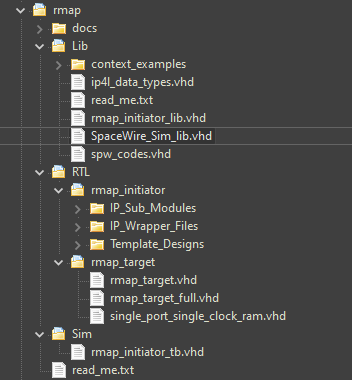 rmap
docs
Lib
context_examples
ip4l_data_types.vhd
read_me.txt
rmap_initiator_lib.vhd
SpaceWire_Sim_lib.vhd
spw_codes.vhd
RTL
rmap_initiator
IP_Sub_Modules
IP_Wrapper_Files
Template_Designs
rmap_target
rmap_target.vhd
rmap_target_full.vhd
single_port_single_clock_ram.vhd
Sim
rmap_initiator_tb.vhd
read_me.txt